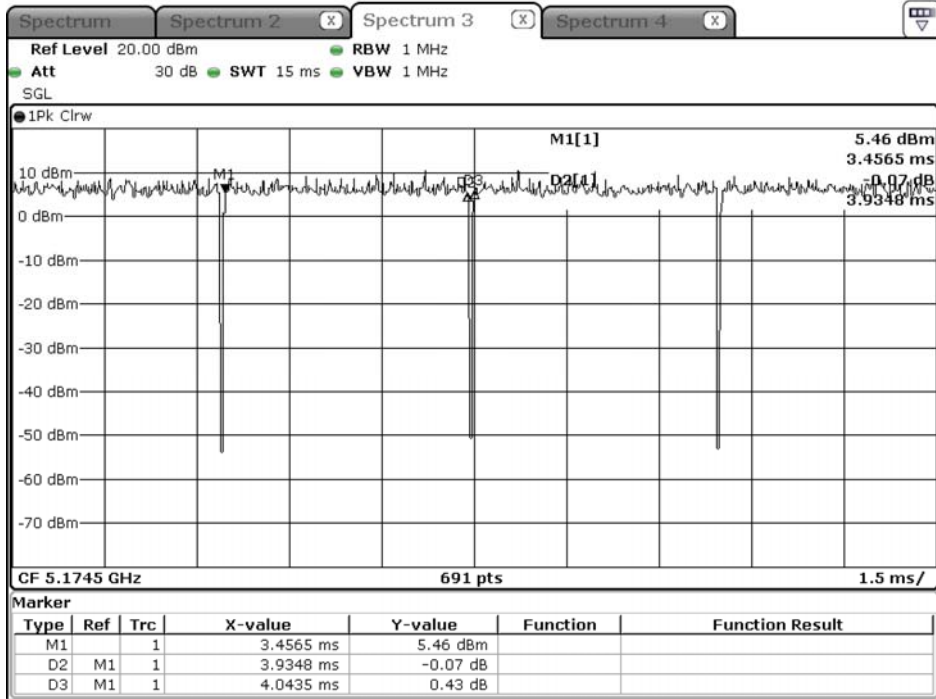 Spectrum Spectrum 2 X Spectrum 3 X Spectrum 4 X
Ref Level 20.00 dBm RBW 1 MHz
Att 30 dB SWT 15 ms VBW 1 MHz
SGL
1Pk Clrw
M1[1] 5.46 dBm
3.4565 ms
10 dBm M1 D3 D2[1] -0.07 dB
3.9348 ms
0 dBm
-10 dBm
-20 dBm
-30 dBm
-40 dBm
-50 dBm
-60 dBm
-70 dBm
CF 5.1745 GHz 691 pts 1.5 ms/
Marker
Type Ref Trc X-value Y-value Function Function Result
M1 1 3.4565 ms 5.46 dBm
D2 M1 1 3.9348 ms -0.07 dB
D3 M1 1 4.0435 ms 0.43 dB